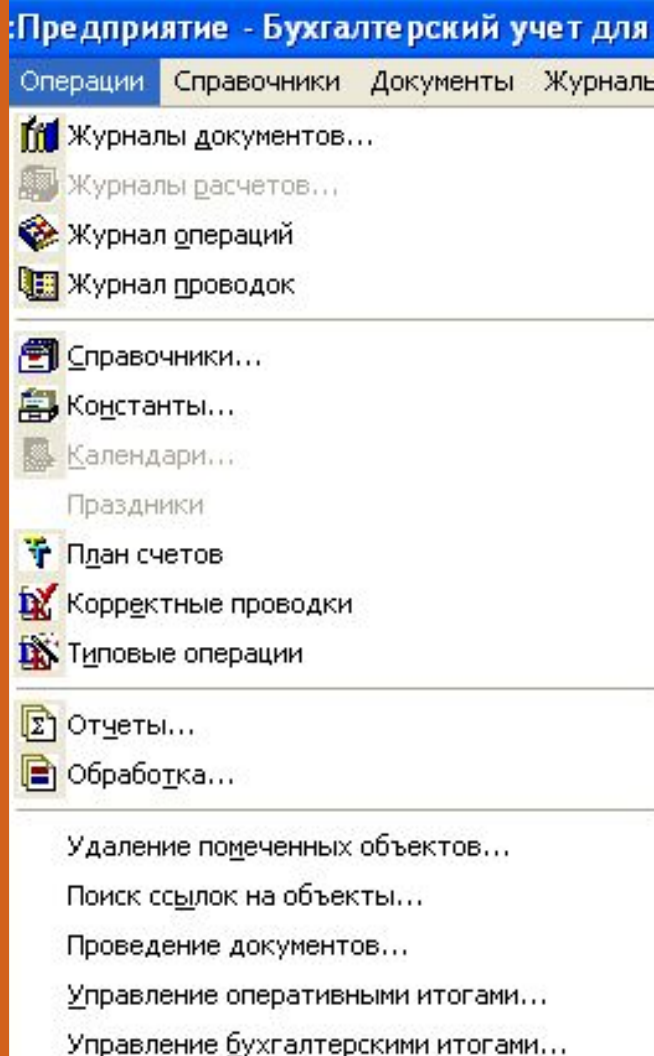 :Предприятие - Бухгалтерский учет для
Операции Справочники Документы Журналы
Журналы документов...
Журналы расчетов...
Журнал операций
Журнал проводок
Справочники...
Константы...
Календари...
Праздники
План счетов
Корректные проводки
Типовые операции
Отчеты...
Обработка...
Удаление помеченных объектов...
Поиск ссылок на объекты...
Проведение документов...
Управление оперативными итогами...
Управление бухгалтерскими итогами...